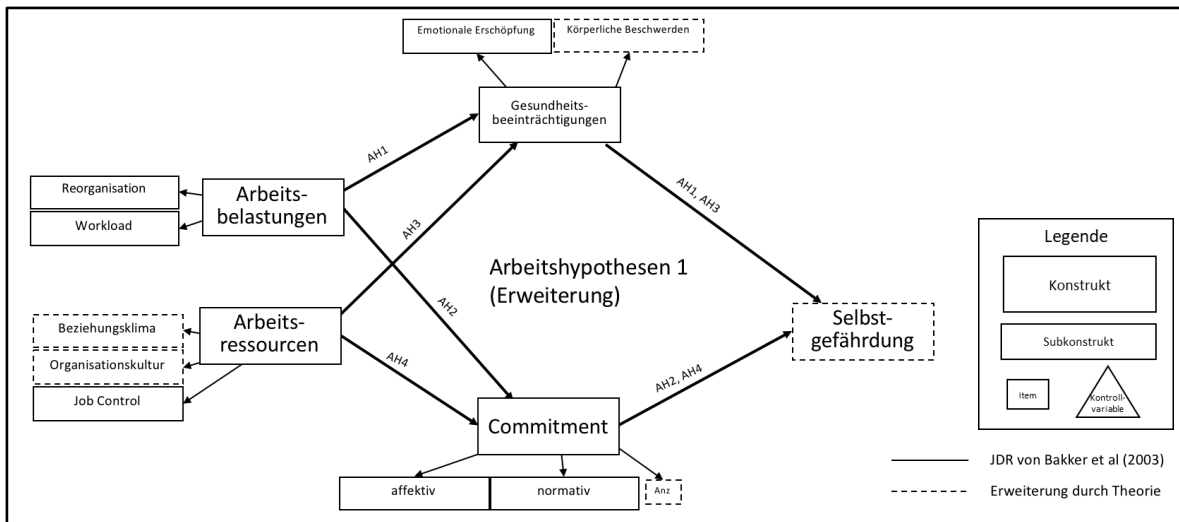 Emotionale Erschöpfung
Körperliche Beschwerden
Gesundheits-
beeinträchtigungen
AH1
AH1, AH3
Reorganisation
Workload
Arbeits-
belastungen
AH3
Arbeitshypothesen 1
(Erweiterung)
AH2
Beziehungsklima
Organisationskultur
Job Control
Arbeits-
ressourcen
AH4
Selbst-
gefährdung
AH2, AH4
Commitment
affektiv
normativ
Anz
Legende
Konstrukt
Subkonstrukt
Item
Kontroll-
variable
JDR von Bakker et al (2003)
Erweiterung durch Theorie